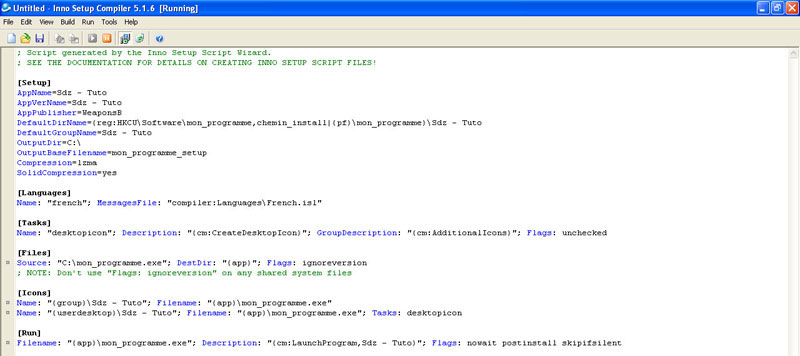 Untitled - Inno Setup Compiler 5.1.6 [Running]
File Edit View Build Run Tools Help
; Script generated by the Inno Setup Script Wizard.
; SEE THE DOCUMENTATION FOR DETAILS ON CREATING INNO SETUP SCRIPT FILES!
[Setup]
AppName=Sdz - Tuto
AppVerName=Sdz - Tuto
AppPublisher=WeaponsB
DefaultDirName={reg:HKCU\Software\mon_programme,chemin_install|{pf}\mon_programme}\Sdz - Tuto
DefaultGroupName=Sdz - Tuto
OutputDir=C:\
OutputBaseFilename=mon_programme_setup
Compression=lzma
SolidCompression=yes
[Languages]
Name: "french"; MessagesFile: "compiler:Languages\French.isl"
[Tasks]
Name: "desktopicon"; Description: "{cm:CreateDesktopIcon}"; GroupDescription: "{cm:AdditionalIcons}"; Flags: unchecked
[Files]
Source: "C:\mon_programme.exe"; DestDir: "{app}"; Flags: ignoreversion
; NOTE: Don't use "Flags: ignoreversion" on any shared system files
[Icons]
Name: "{group}\Sdz - Tuto"; Filename: "{app}\mon_programme.exe"
Name: "{userdesktop}\Sdz - Tuto"; Filename: "{app}\mon_programme.exe"; Tasks: desktopicon
[Run]
Filename: "{app}\mon_programme.exe"; Description: "{cm:LaunchProgram,Sdz - Tuto}"; Flags: nowait postinstall skipifsilent